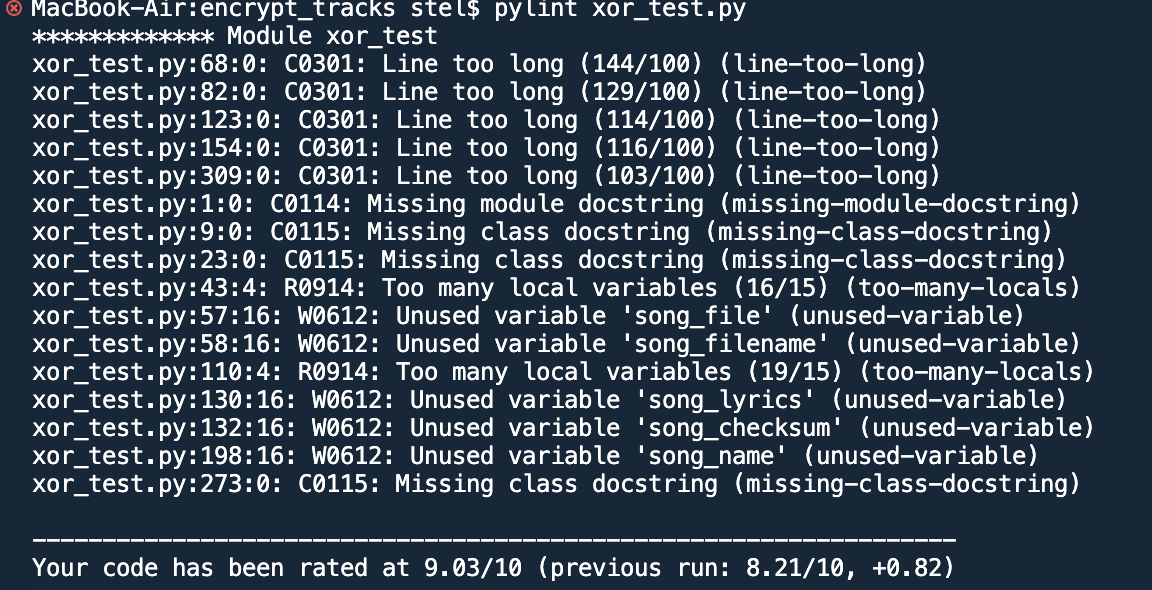 MacBook-Air:encrypt_tracks stel$ pylint xor_test.py
************* Module xor_test
xor_test.py:68:0: C0301: Line too long (144/100) (line-too-long)
xor_test.py:82:0: C0301: Line too long (129/100) (line-too-long)
xor_test.py:123:0: C0301: Line too long (114/100) (line-too-long)
xor_test.py:154:0: C0301: Line too long (116/100) (line-too-long)
xor_test.py:309:0: C0301: Line too long (103/100) (line-too-long)
xor_test.py:1:0: C0114: Missing module docstring (missing-module-docstring)
xor_test.py:9:0: C0115: Missing class docstring (missing-class-docstring)
xor_test.py:23:0: C0115: Missing class docstring (missing-class-docstring)
xor_test.py:43:4: R0914: Too many local variables (16/15) (too-many-locals)
xor_test.py:57:16: W0612: Unused variable 'song_file' (unused-variable)
xor_test.py:58:16: W0612: Unused variable 'song_filename' (unused-variable)
xor_test.py:110:4: R0914: Too many local variables (19/15) (too-many-locals)
xor_test.py:130:16: W0612: Unused variable 'song_lyrics' (unused-variable)
xor_test.py:132:16: W0612: Unused variable 'song_checksum' (unused-variable)
xor_test.py:198:16: W0612: Unused variable 'song_name' (unused-variable)
xor_test.py:273:0: C0115: Missing class docstring (missing-class-docstring)
------------------------------------------------------------------
Your code has been rated at 9.03/10 (previous run: 8.21/10, +0.82)